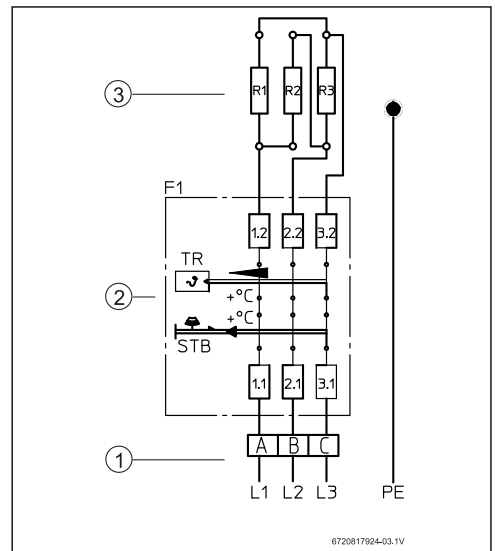 R1 R2 R3
3
F1
1.2 2.2 3.2
TR
ϑ
+°C
2
+°C
STB
1.1 2.1 3.1
A B C
1
L1 L2 L3 PE
6720817924-03.1V